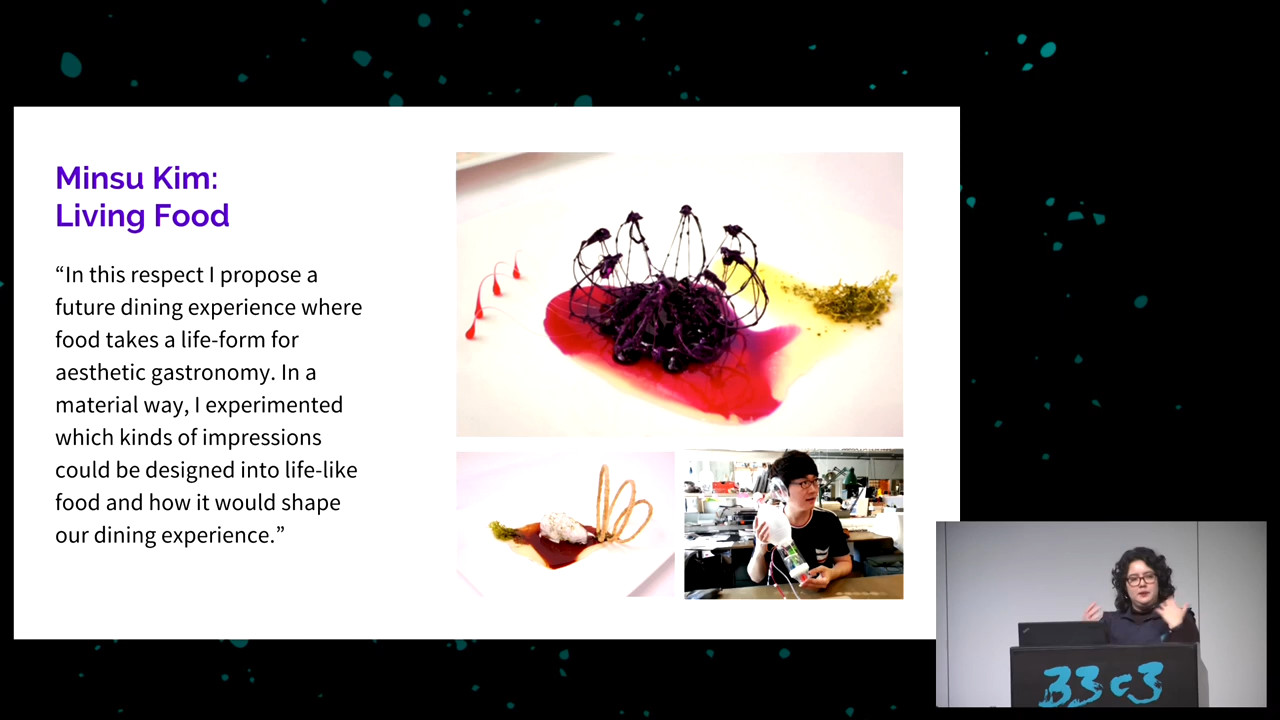 Minsu Kim:
Living Food
“In this respect I propose a
future dining experience where
food takes a life-form for
aesthetic gastronomy. In a
material way, I experimented
which kinds of impressions
could be designed into life-like
food and how it would shape
our dining experience.”
33c3